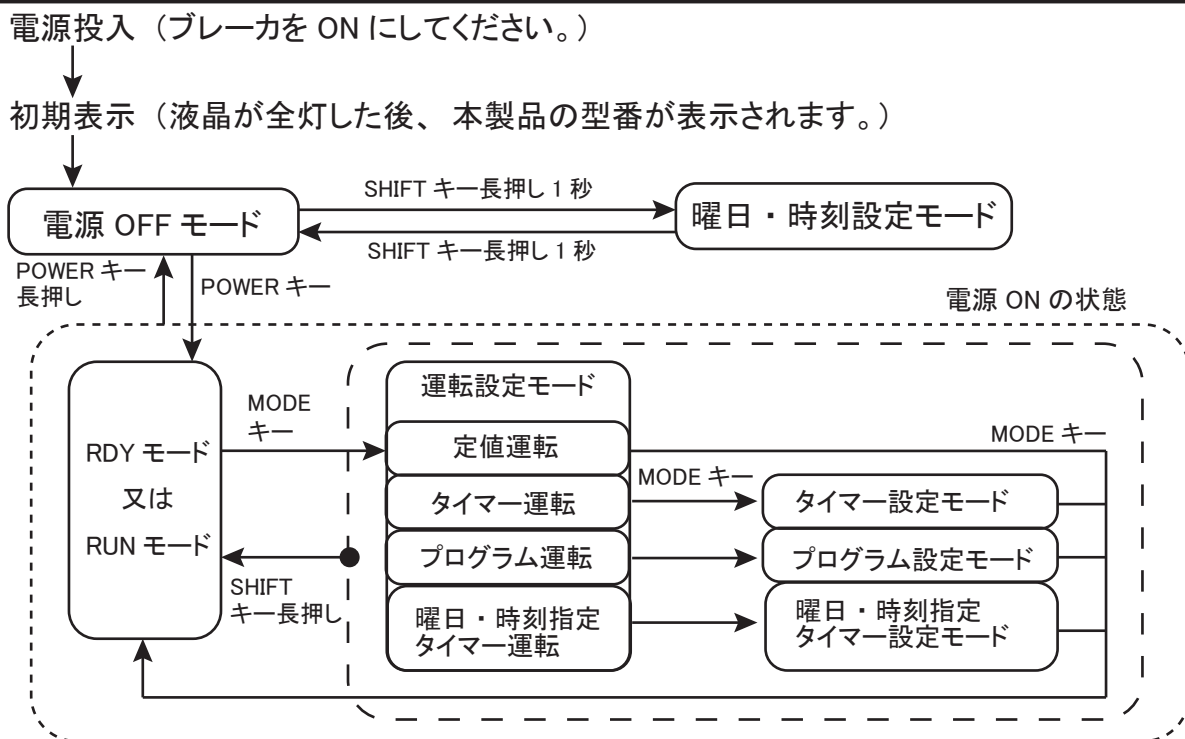 電源投入（ブレーカを ON にしてください。）
初期表示（液晶が全灯した後、本製品の型番が表示されます。）
SHIFT キー長押し 1 秒
電源 OFF モード
曜日・時刻設定モード
SHIFT キー長押し 1 秒
POWER キー
長押し
POWER キー
電源 ON の状態
RDY モード
又は
RUN モード
MODE
キー
SHIFT
キー長押し
運転設定モード
定値運転
タイマー運転
プログラム運転
曜日・時刻指定
タイマー運転
MODE キー
MODE キー
タイマー設定モード
プログラム設定モード
曜日・時刻指定
タイマー設定モード